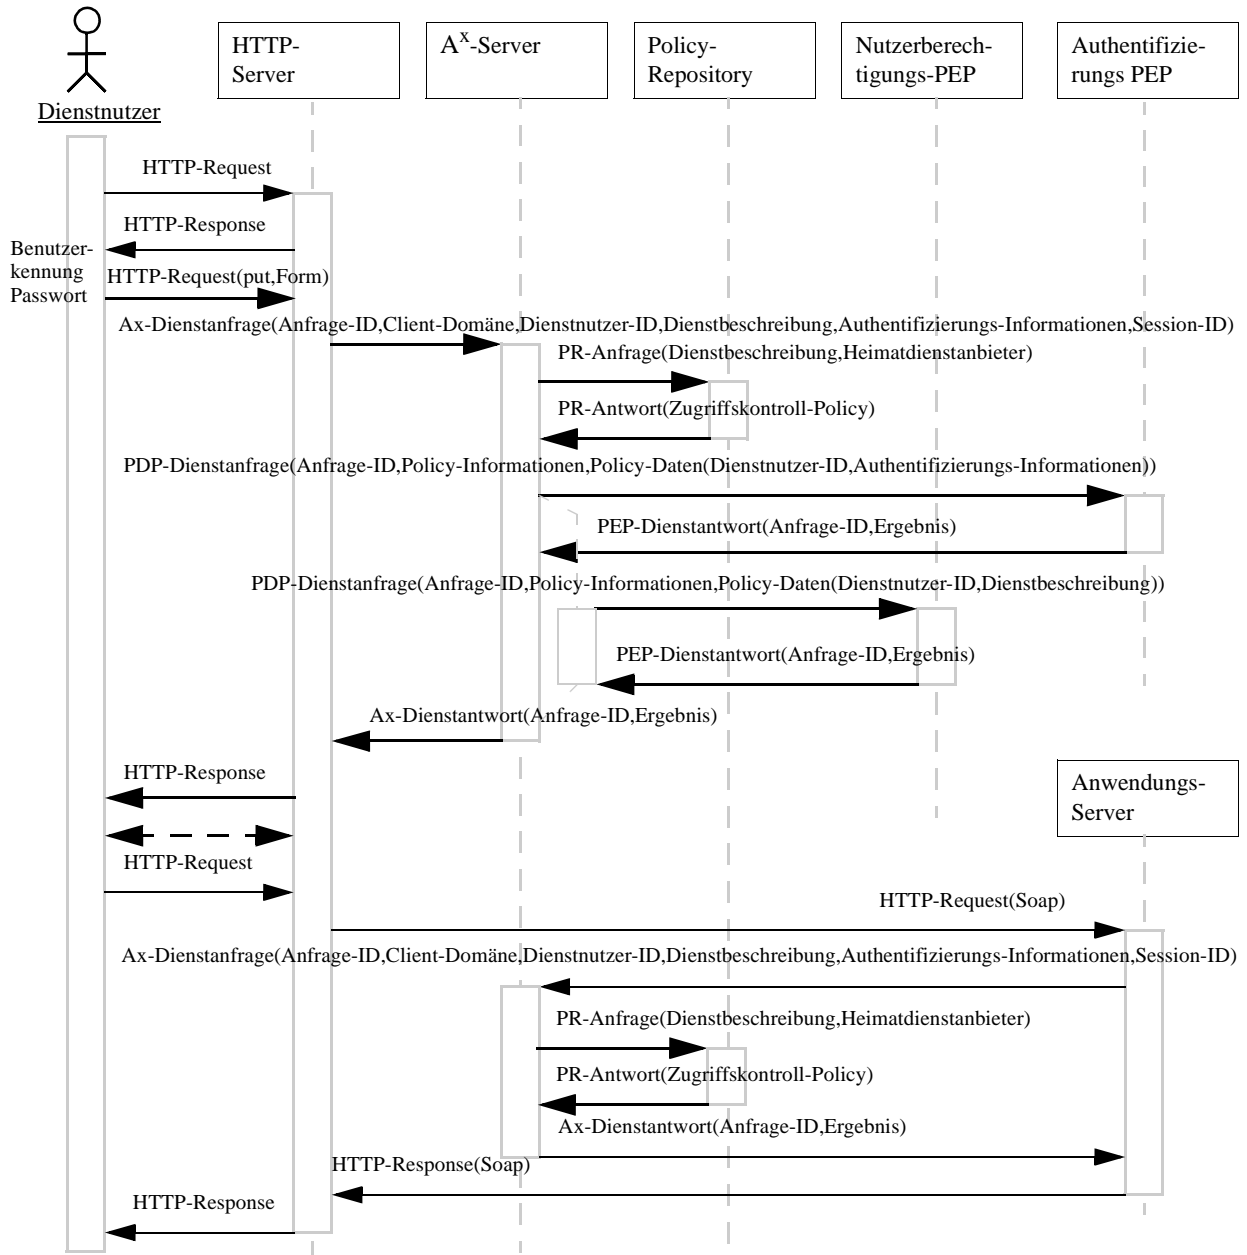 HTTP-
Server
A^X-Server
Policy-
Repository
Nutzerberech-
tigungs-PEP
Authentifizie-
rungs PEP
Dienstnutzer
HTTP-Request
HTTP-Response
Benutzer-
kennung
Passwort
HTTP-Request(put,Form)
Ax-Dienstanfrage(Anfrage-ID,Client-Domäne,Dienstnutzer-ID,Dienstbeschreibung,Authentifizierungs-Informationen,Session-ID)
PR-Anfrage(Dienstbeschreibung,Heimatdienstanbieter)
PR-Antwort(Zugriffskontroll-Policy)
PDP-Dienstanfrage(Anfrage-ID,Policy-Informationen,Policy-Daten(Dienstnutzer-ID,Authentifizierungs-Informationen))
PEP-Dienstantwort(Anfrage-ID,Ergebnis)
PDP-Dienstanfrage(Anfrage-ID,Policy-Informationen,Policy-Daten(Dienstnutzer-ID,Dienstbeschreibung))
PEP-Dienstantwort(Anfrage-ID,Ergebnis)
Ax-Dienstantwort(Anfrage-ID,Ergebnis)
HTTP-Response
Anwendungs-
Server
HTTP-Request
HTTP-Request(Soap)
Ax-Dienstanfrage(Anfrage-ID,Client-Domäne,Dienstnutzer-ID,Dienstbeschreibung,Authentifizierungs-Informationen,Session-ID)
PR-Anfrage(Dienstbeschreibung,Heimatdienstanbieter)
PR-Antwort(Zugriffskontroll-Policy)
Ax-Dienstantwort(Anfrage-ID,Ergebnis)
HTTP-Response(Soap)
HTTP-Response